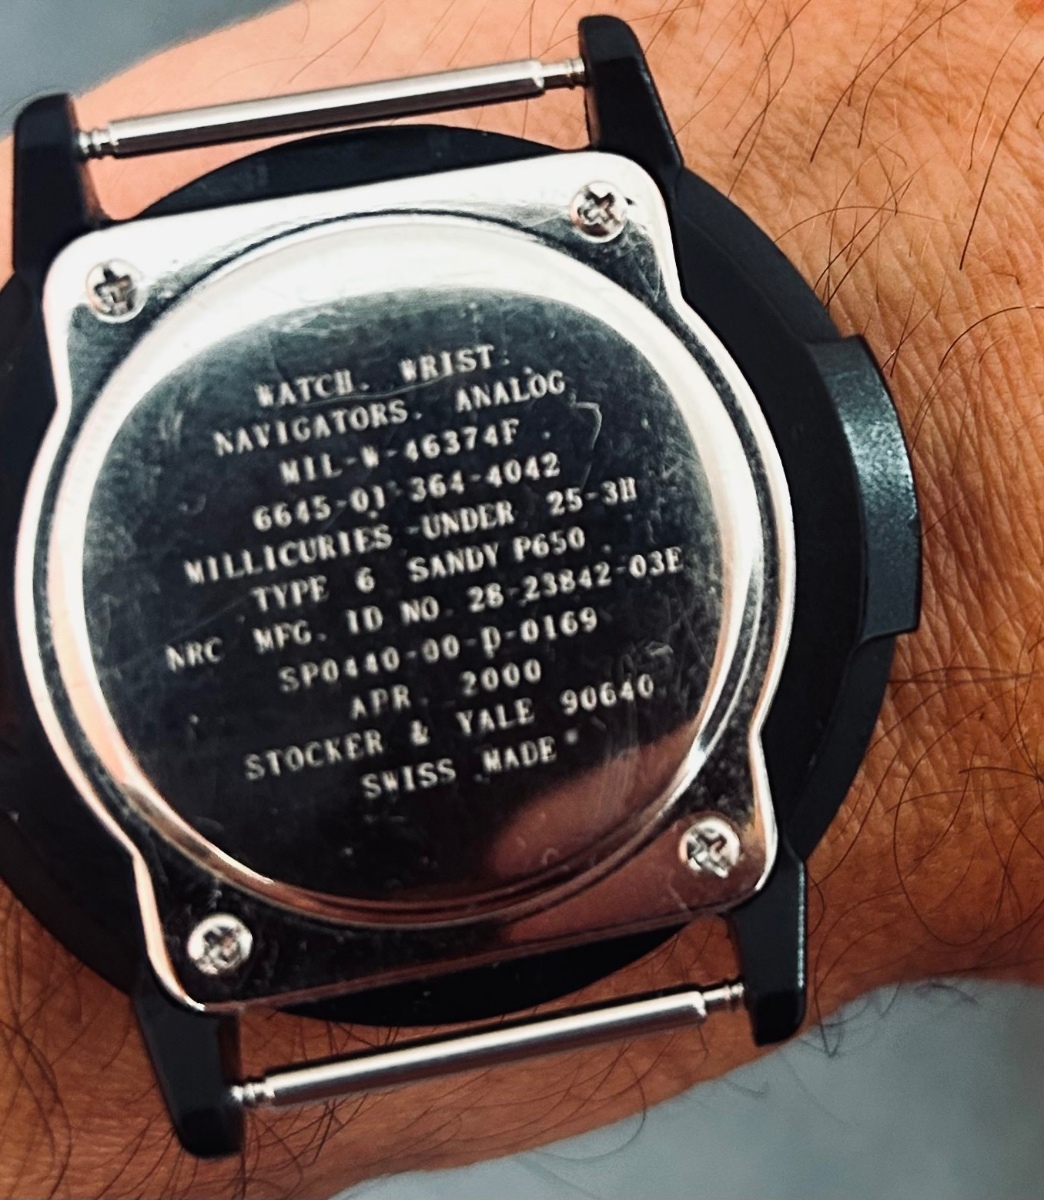 WATCH. WRIST.
NAVIGATORS. ANALOG
MIL-W-46374F
6645-01-364-4042
MILLICURIES -UNDER 25-3H
TYPE 6 SANDY P650
NRC MFG. ID NO. 28-23842-03E
SP0440-00-D-0169
APR. 2000
STOCKER & YALE 90640
SWISS MADE